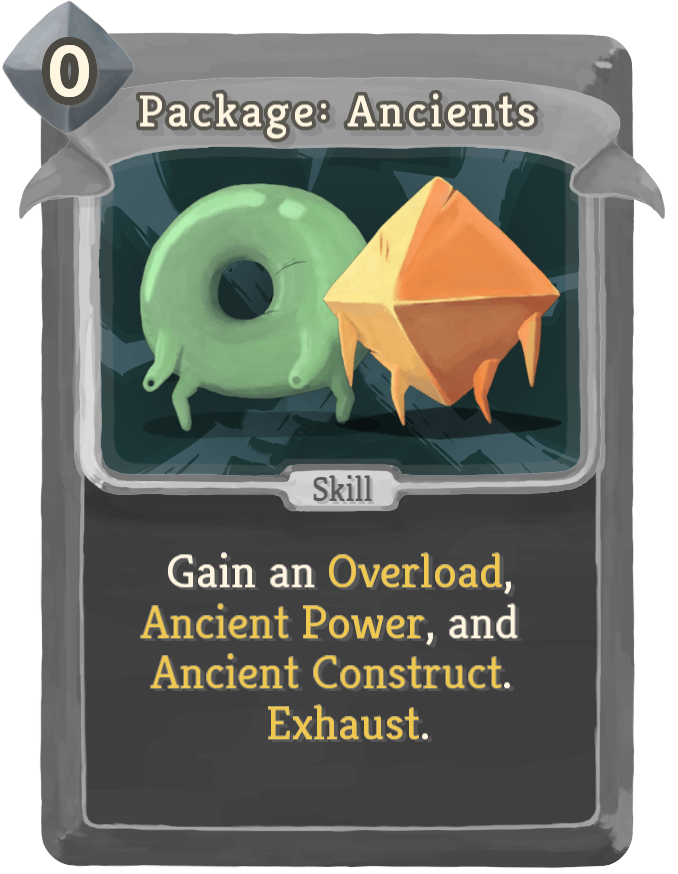 0
Package: Ancients
Skill
Gain an Overload,
Ancient Power, and
Ancient Construct.
Exhaust.